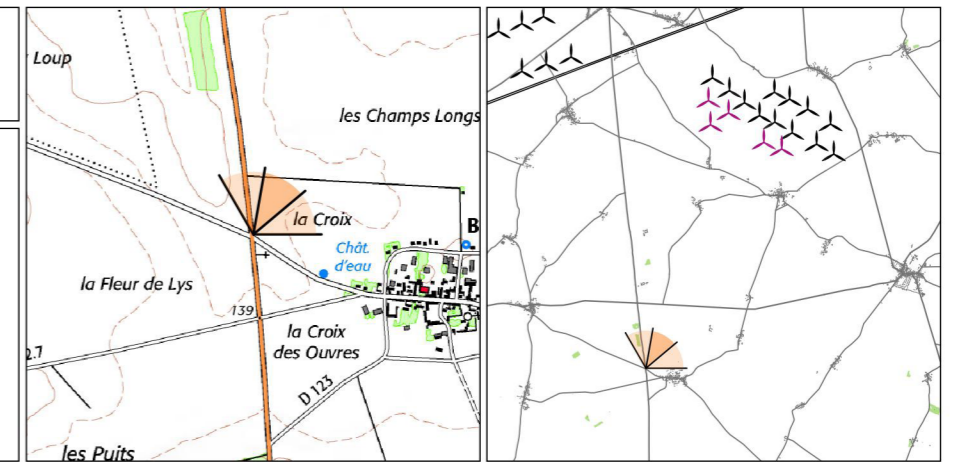 Loup
les Champs Longs
la Croix
B
Chât.
d'eau
la Fleur de Lys
139
la Croix
des Ouvres
D 123
les Puits